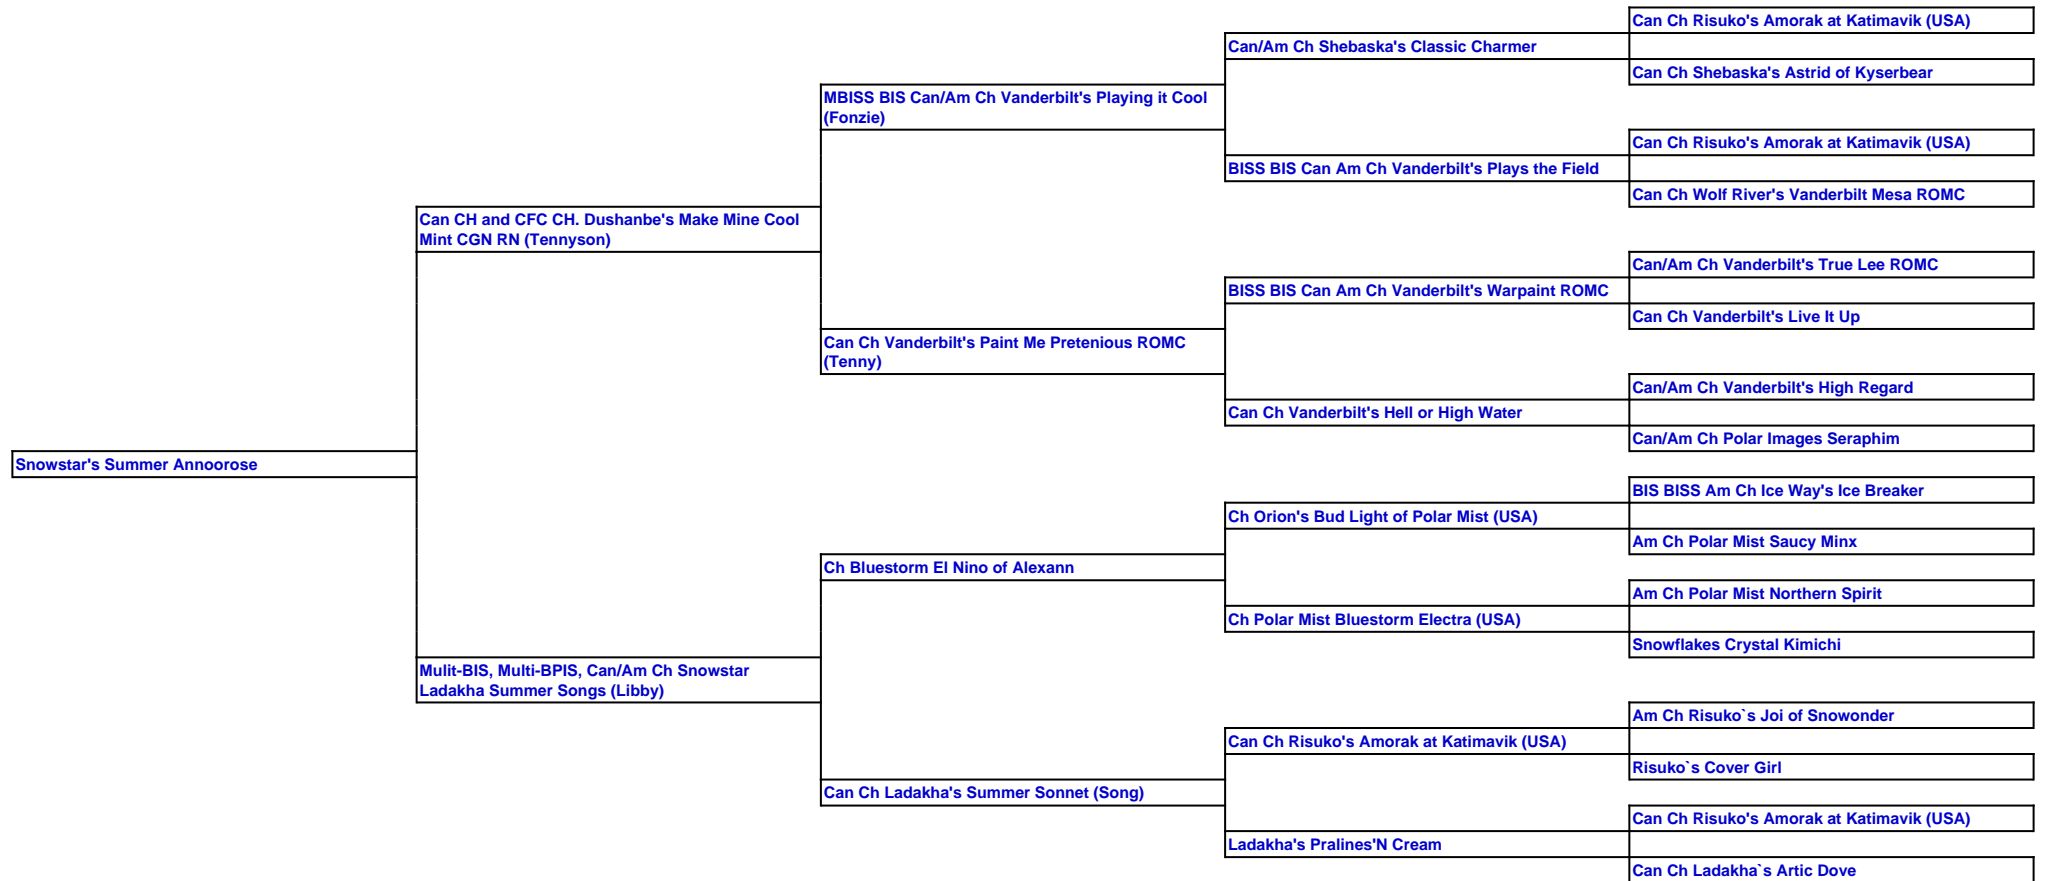 Can Ch Risuko's Amorak at Katimavik (USA)
Can/Am Ch Shebaska's Classic Charmer
Can Ch Shebaska's Astrid of Kyserbear
MBISS BIS Can/Am Ch Vanderbilt's Playing it Cool
(Fonzie)
Can Ch Risuko's Amorak at Katimavik (USA)
BISS BIS Can Am Ch Vanderbilt's Plays the Field
Can Ch Wolf River's Vanderbilt Mesa ROMC
Can CH and CFC CH. Dushanbe's Make Mine Cool
Mint CGN RN (Tennyson)
Can/Am Ch Vanderbilt's True Lee ROMC
BISS BIS Can Am Ch Vanderbilt's Warpaint ROMC
Can Ch Vanderbilt's Live It Up
Can Ch Vanderbilt's Paint Me Pretenious ROMC
(Tenny)
Can/Am Ch Vanderbilt's High Regard
Can Ch Vanderbilt's Hell or High Water
Can/Am Ch Polar Images Seraphim
Snowstar's Summer Annoorose
BIS BISS Am Ch Ice Way's Ice Breaker
Ch Orion's Bud Light of Polar Mist (USA)
Am Ch Polar Mist Saucy Minx
Ch Bluestorm El Nino of Alexann
Am Ch Polar Mist Northern Spirit
Ch Polar Mist Bluestorm Electra (USA)
Snowflakes Crystal Kimichi
Mulit-BIS, Multi-BPIS, Can/Am Ch Snowstar
Ladakha Summer Songs (Libby)
Am Ch Risuko`s Joi of Snowonder
Can Ch Risuko's Amorak at Katimavik (USA)
Risuko`s Cover Girl
Can Ch Ladakha's Summer Sonnet (Song)
Can Ch Risuko's Amorak at Katimavik (USA)
Ladakha's Pralines'N Cream
Can Ch Ladakha`s Artic Dove